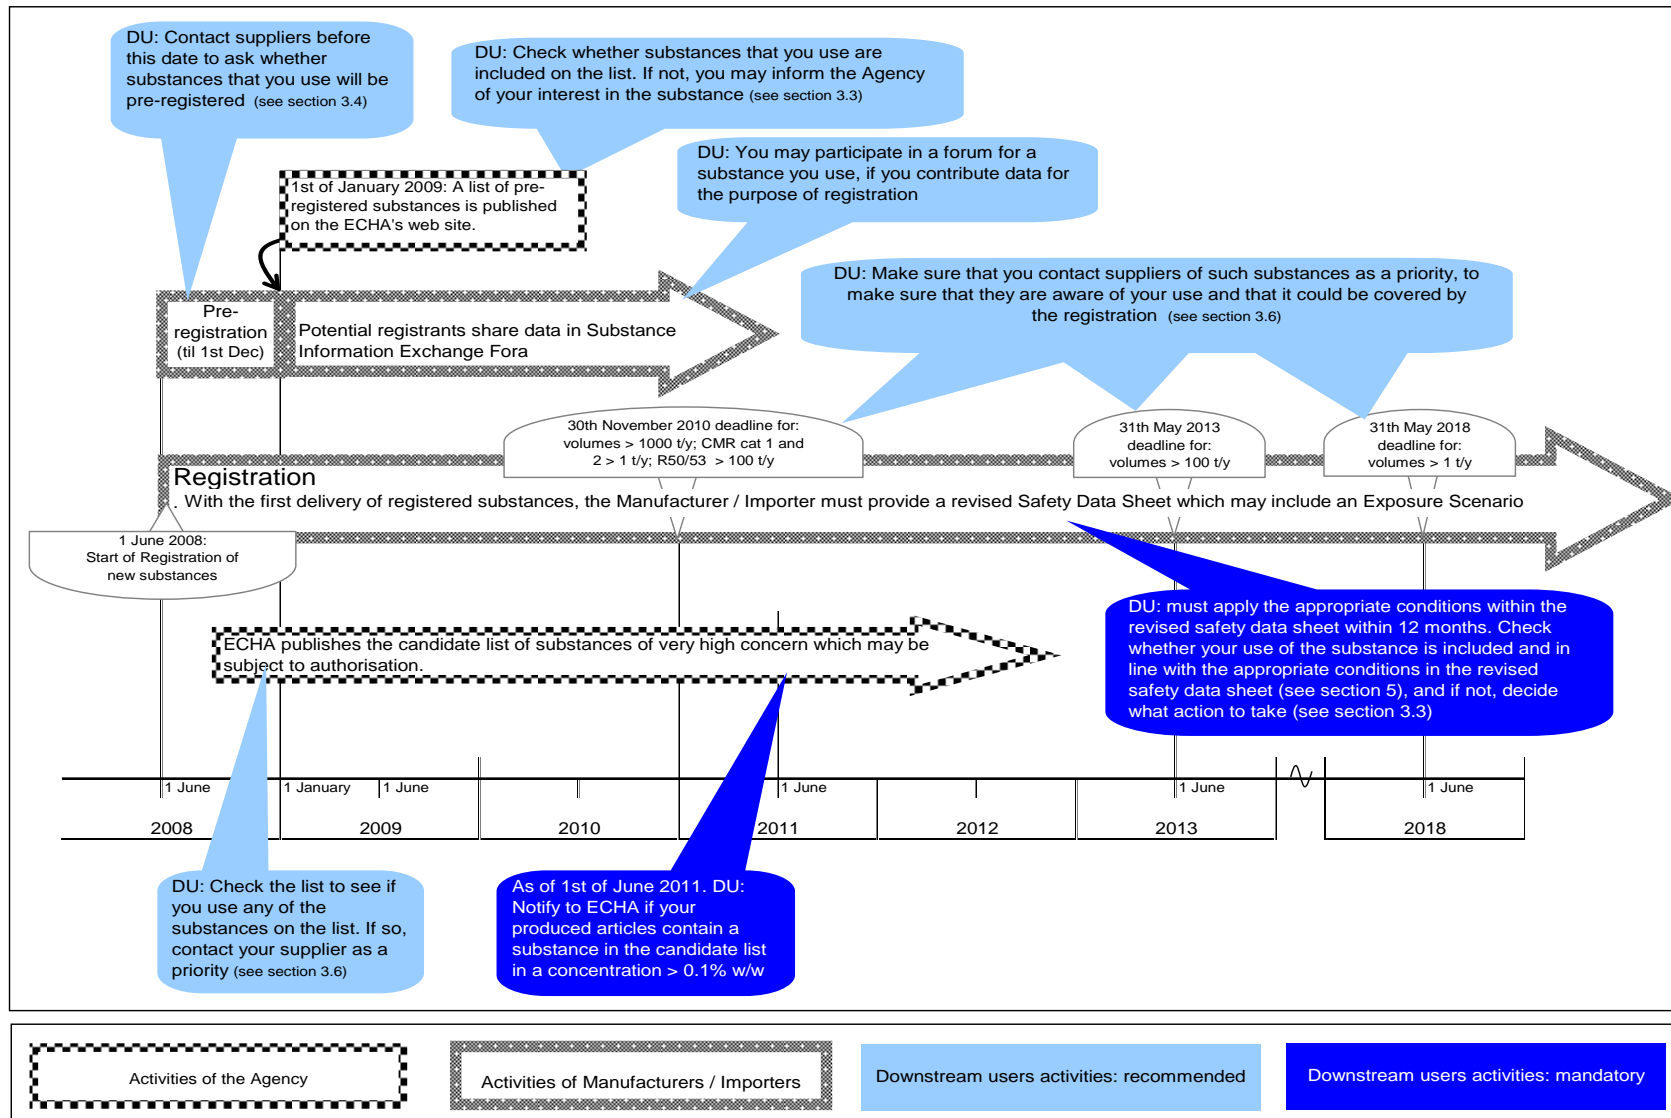 DU: Contact suppliers before
this date to ask whether
substances that you use will be
pre-registered (see section 3.4)
DU: Check whether substances that you use are
included on the list. If not, you may inform the Agency
of your interest in the substance (see section 3.3)
DU: You may participate in a forum for a
substance you use, if you contribute data for
the purpose of registration
1st of January 2009: A list of pre-
registered substances is published
on the ECHA's web site.
DU: Make sure that you contact suppliers of such substances as a priority, to
make sure that they are aware of your use and that it could be covered by
the registration (see section 3.6)
Pre-
registration
(til 1st Dec)
Potential registrants share data in Substance
Information Exchange Fora
30th November 2010 deadline for:
volumes > 1000 t/y; CMR cat 1 and
2 > 1 t/y; R50/53 > 100 t/y
31th May 2013
deadline for:
volumes > 100 t/y
31th May 2018
deadline for:
volumes > 1 t/y
Registration
. With the first delivery of registered substances, the Manufacturer / Importer must provide a revised Safety Data Sheet which may include an Exposure Scenario
1 June 2008:
Start of Registration of
new substances
DU: must apply the appropriate conditions within the
revised safety data sheet within 12 months. Check
whether your use of the substance is included and in
line with the appropriate conditions in the revised
safety data sheet (see section 5), and if not, decide
what action to take (see section 3.3)
ECHA publishes the candidate list of substances of very high concern which may be
subject to authorisation.
1 June
1 January
1 June
1 June
1 June
1 June
2008
2009
2010
2011
2012
2013
2018
DU: Check the list to see if
you use any of the
substances on the list. If so,
contact your supplier as a
priority (see section 3.6)
As of 1st of June 2011. DU:
Notify to ECHA if your
produced articles contain a
substance in the candidate list
in a concentration > 0.1% w/w
Activities of the Agency
Activities of Manufacturers / Importers
Downstream users activities: recommended
Downstream users activities: mandatory